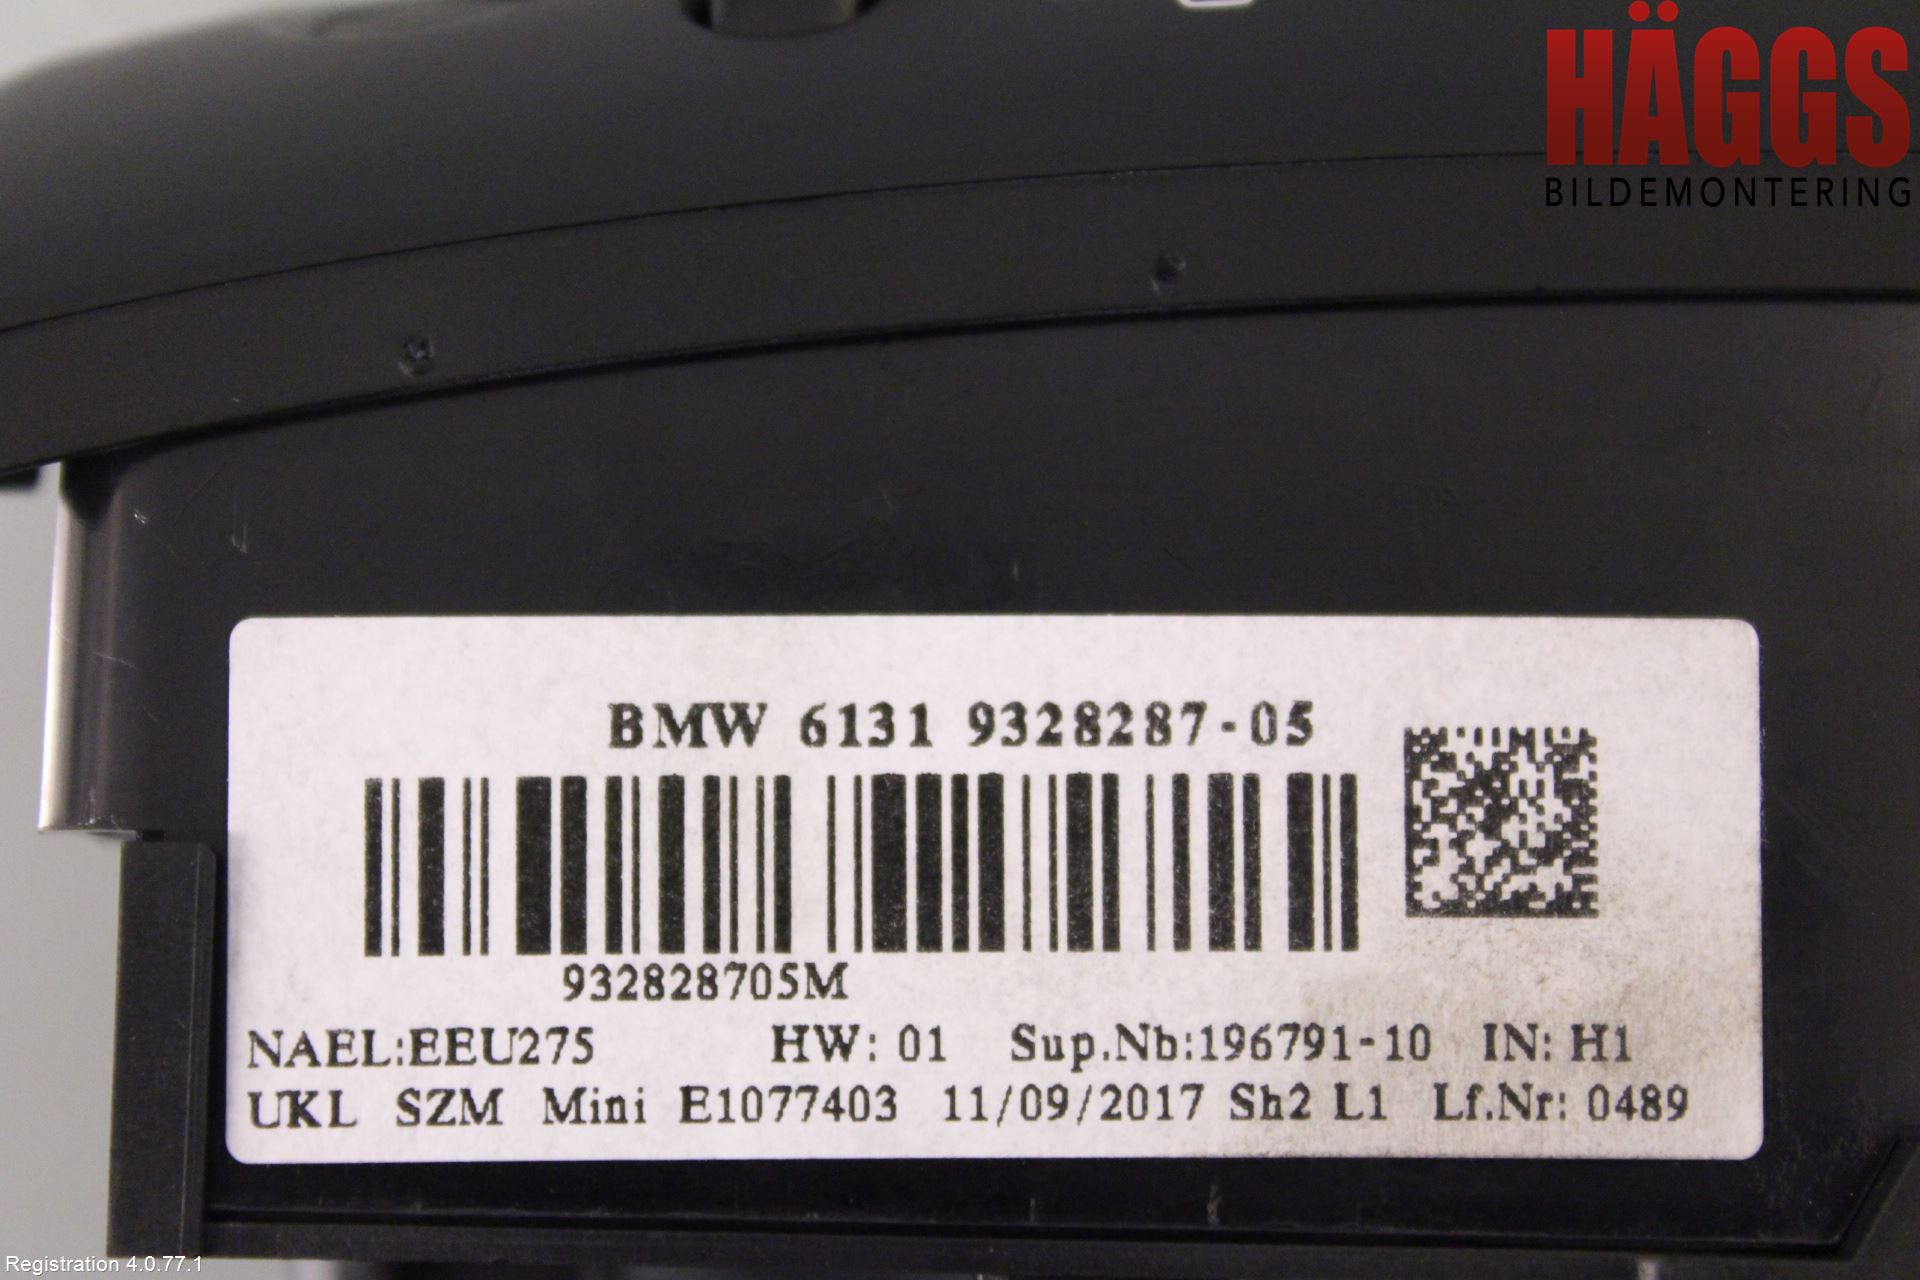 HÄGGS
BILDEMONTERING
BMW 6131 9328287-05
932828705M
NAEL:EEU275 HW: 01 Sup.Nb:196791-10 IN: H1
UKL SZM Mini E1077403 11/09/2017 Sh2 L1 Lf.Nr: 0489
Registration 4.0.77.1